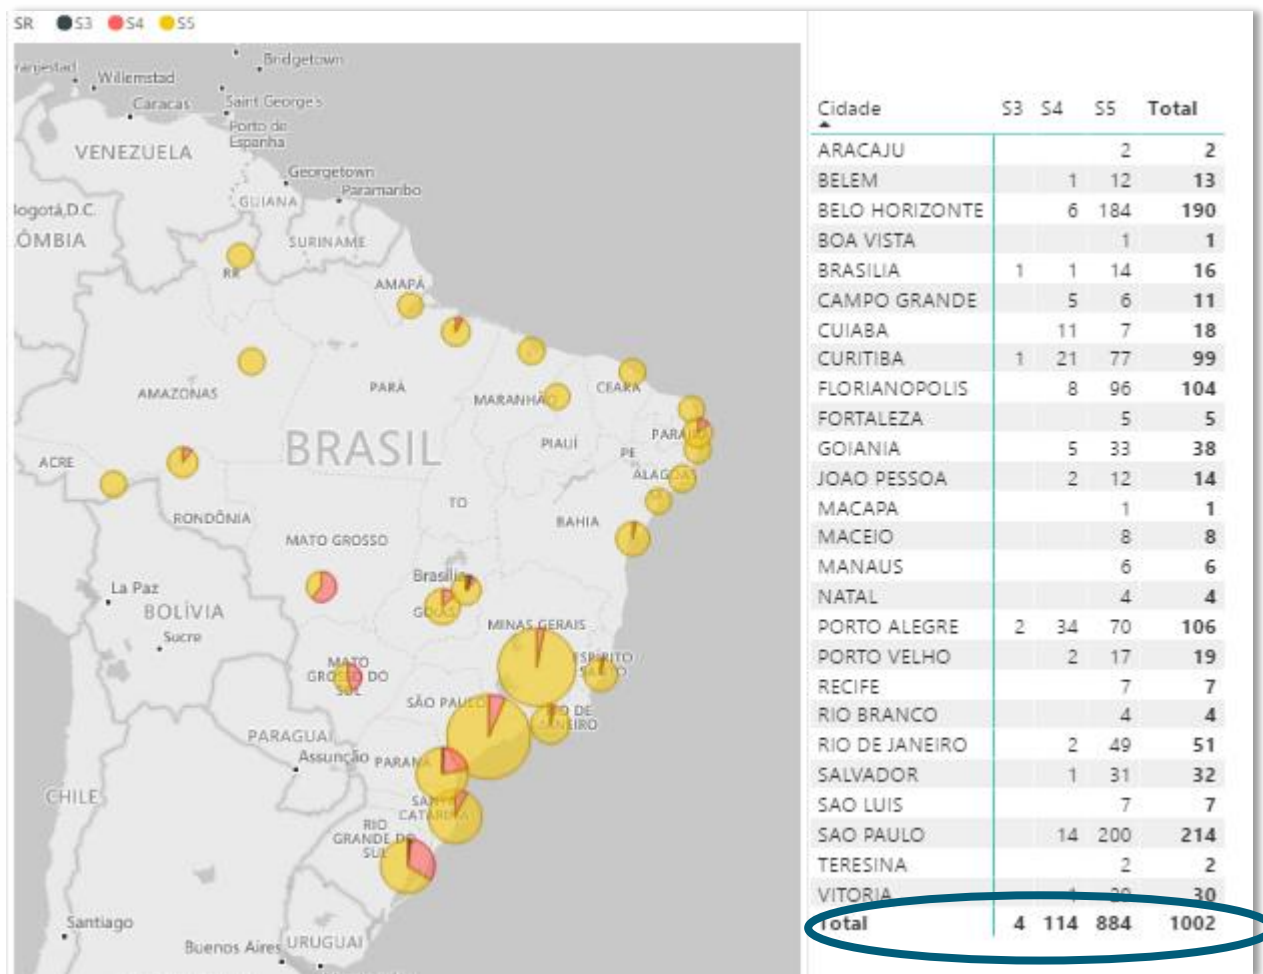 SR S3 S4 S5
Willemstad
Bridgetown
Caracas
Saint George's
Porto de
Espanha
VENEZUELA
Georgetown
Paramaribo
GUIANA
SURINAME
RR
AMAPÁ
AMAZONAS
PARÁ
MARANHÃO
CEARÁ
BRASIL
PIAUÍ
PE
ACRE
TO
RONDÔNIA
BAHIA
MATO GROSSO
La Paz
Brasília
BOLÍVIA
GOIÁS
MINAS GERAIS
Sucre
MATO
GROSSO DO
SUL
ESPÍRITO
SÃO PAULO
PARAGUAI
Assunção
PARANÁ
CHILE
SANTA
CATARINA
RIO
GRANDE DO
SUL
Santiago
Buenos Aires
URUGUAI
Cidade S3 S4 S5 Total
ARACAJU 2 2
BELEM 1 12 13
BELO HORIZONTE 6 184 190
BOA VISTA 1 1
BRASILIA 1 1 14 16
CAMPO GRANDE 5 6 11
CUIABA 11 7 18
CURITIBA 1 21 77 99
FLORIANOPOLIS 8 96 104
FORTALEZA 5 5
GOIANIA 5 33 38
JOAO PESSOA 2 12 14
MACAPA 1 1
MACEIO 8 8
MANAUS 6 6
NATAL 4 4
PORTO ALEGRE 2 34 70 106
PORTO VELHO 2 17 19
RECIFE 7 7
RIO BRANCO 4 4
RIO DE JANEIRO 2 49 51
SALVADOR 1 31 32
SAO LUIS 7 7
SAO PAULO 14 200 214
TERESINA 2 2
VITORIA 1 29 30
Total 4 114 884 1002